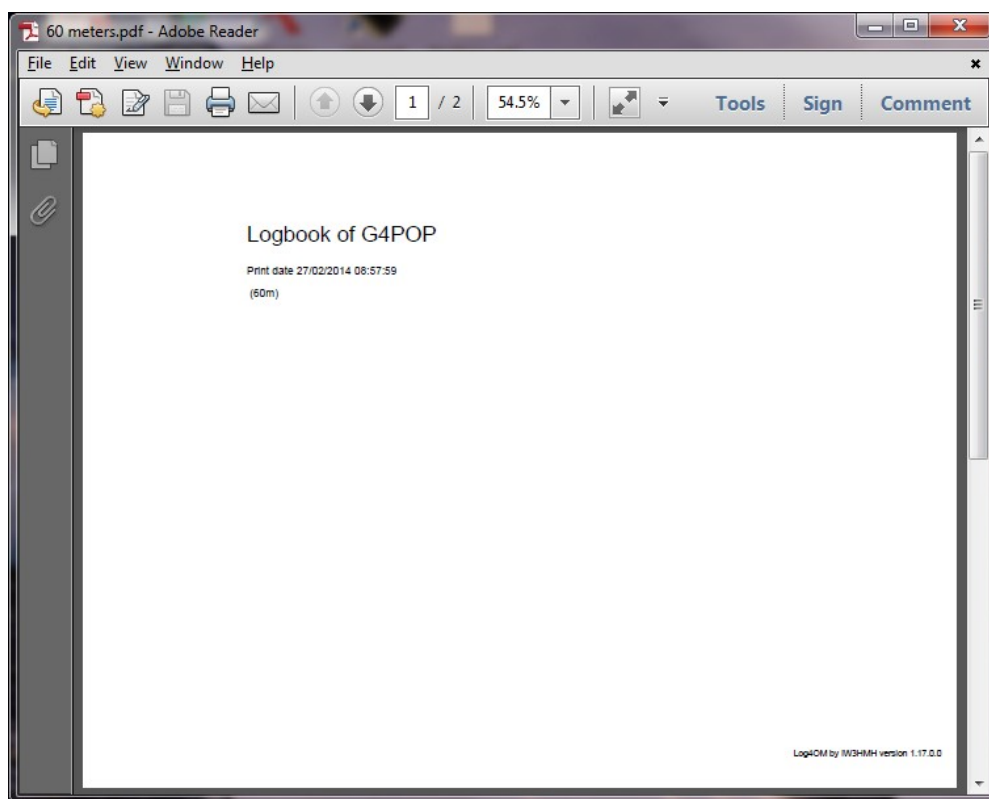 60 meters.pdf - Adobe Reader
File Edit View Window Help
1 / 2 54.5% Tools Sign Comment
Logbook of G4POP
Print date 27/02/2014 08:57:59
(60m)
Log4OM by IW3HMH version 1.17.0.0